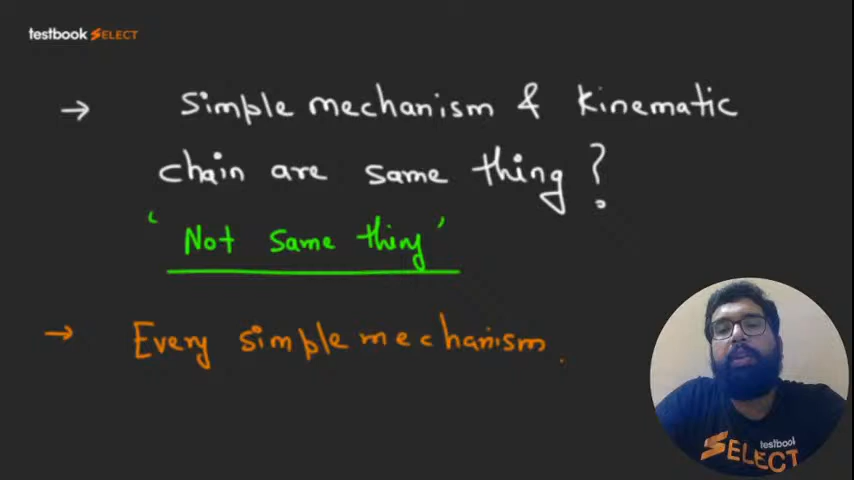 testbook SELECT
→ Simple mechanism & kinematic
chain are same thing?
'Not same thing'
→ Every simple mechanism
testbook
SELECT